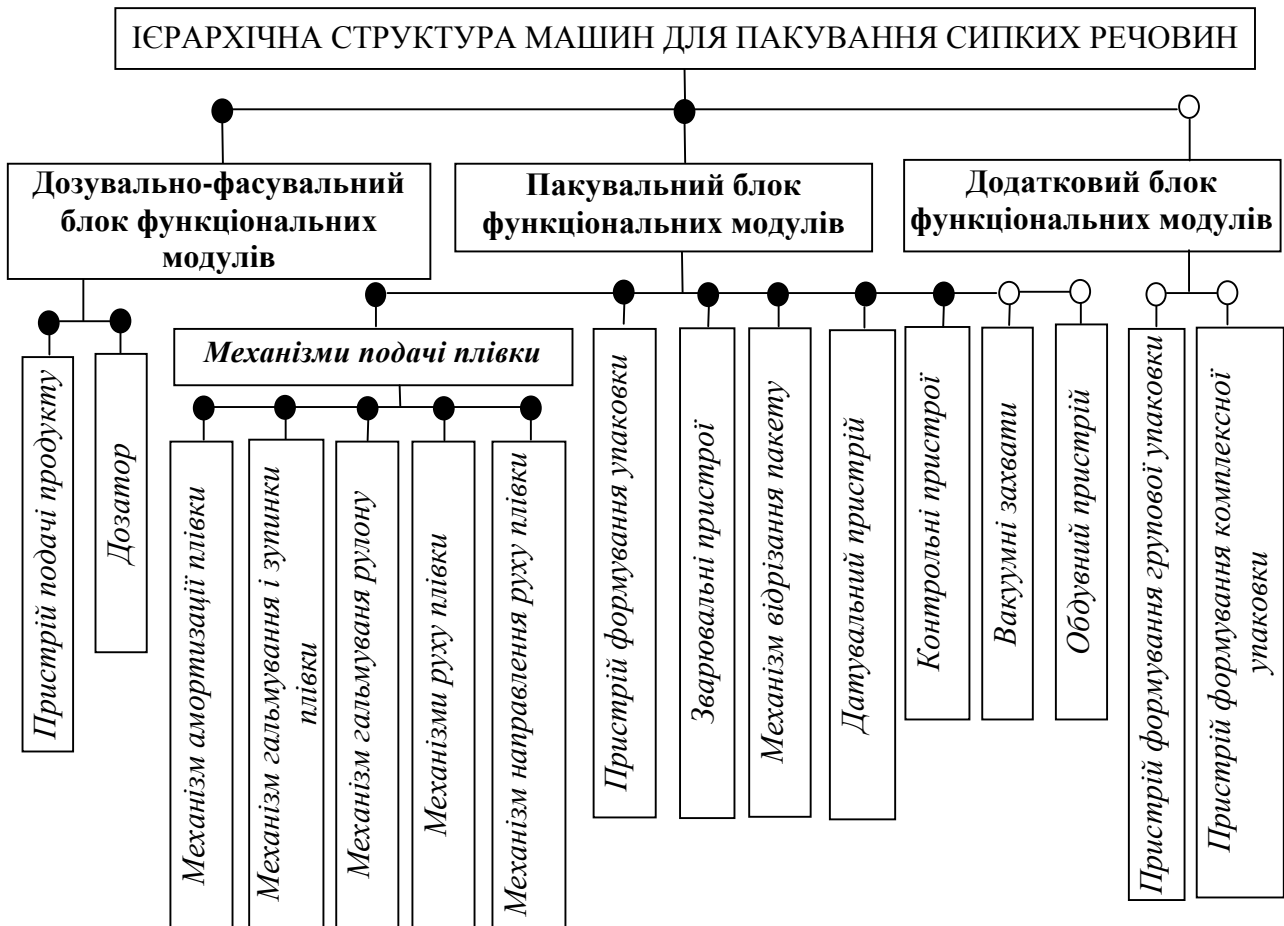 ІЄРАРХІЧНА СТРУКТУРА МАШИН ДЛЯ ПАКУВАННЯ СИПКИХ РЕЧОВИН
Дозувально-фасувальний
блок функціональних
модулів
Пакувальний блок
функціональних модулів
Додатковий блок
функціональних модулів
Пристрій подачі продукту
Дозатор
Механізми подачі плівки
Механізм амортизації плівки
Механізм гальмування і зупинки
плівки
Механізм гальмування рулону
Механізми руху плівки
Механізм направлення руху плівки
Пристрій формування упаковки
Зварювальні пристрої
Механізм відрізання пакету
Датувальний пристрій
Контрольні пристрої
Вакуумні захвати
Обдувний пристрій
Пристрій формування групової упаковки
Пристрій формування комплексної
упаковки